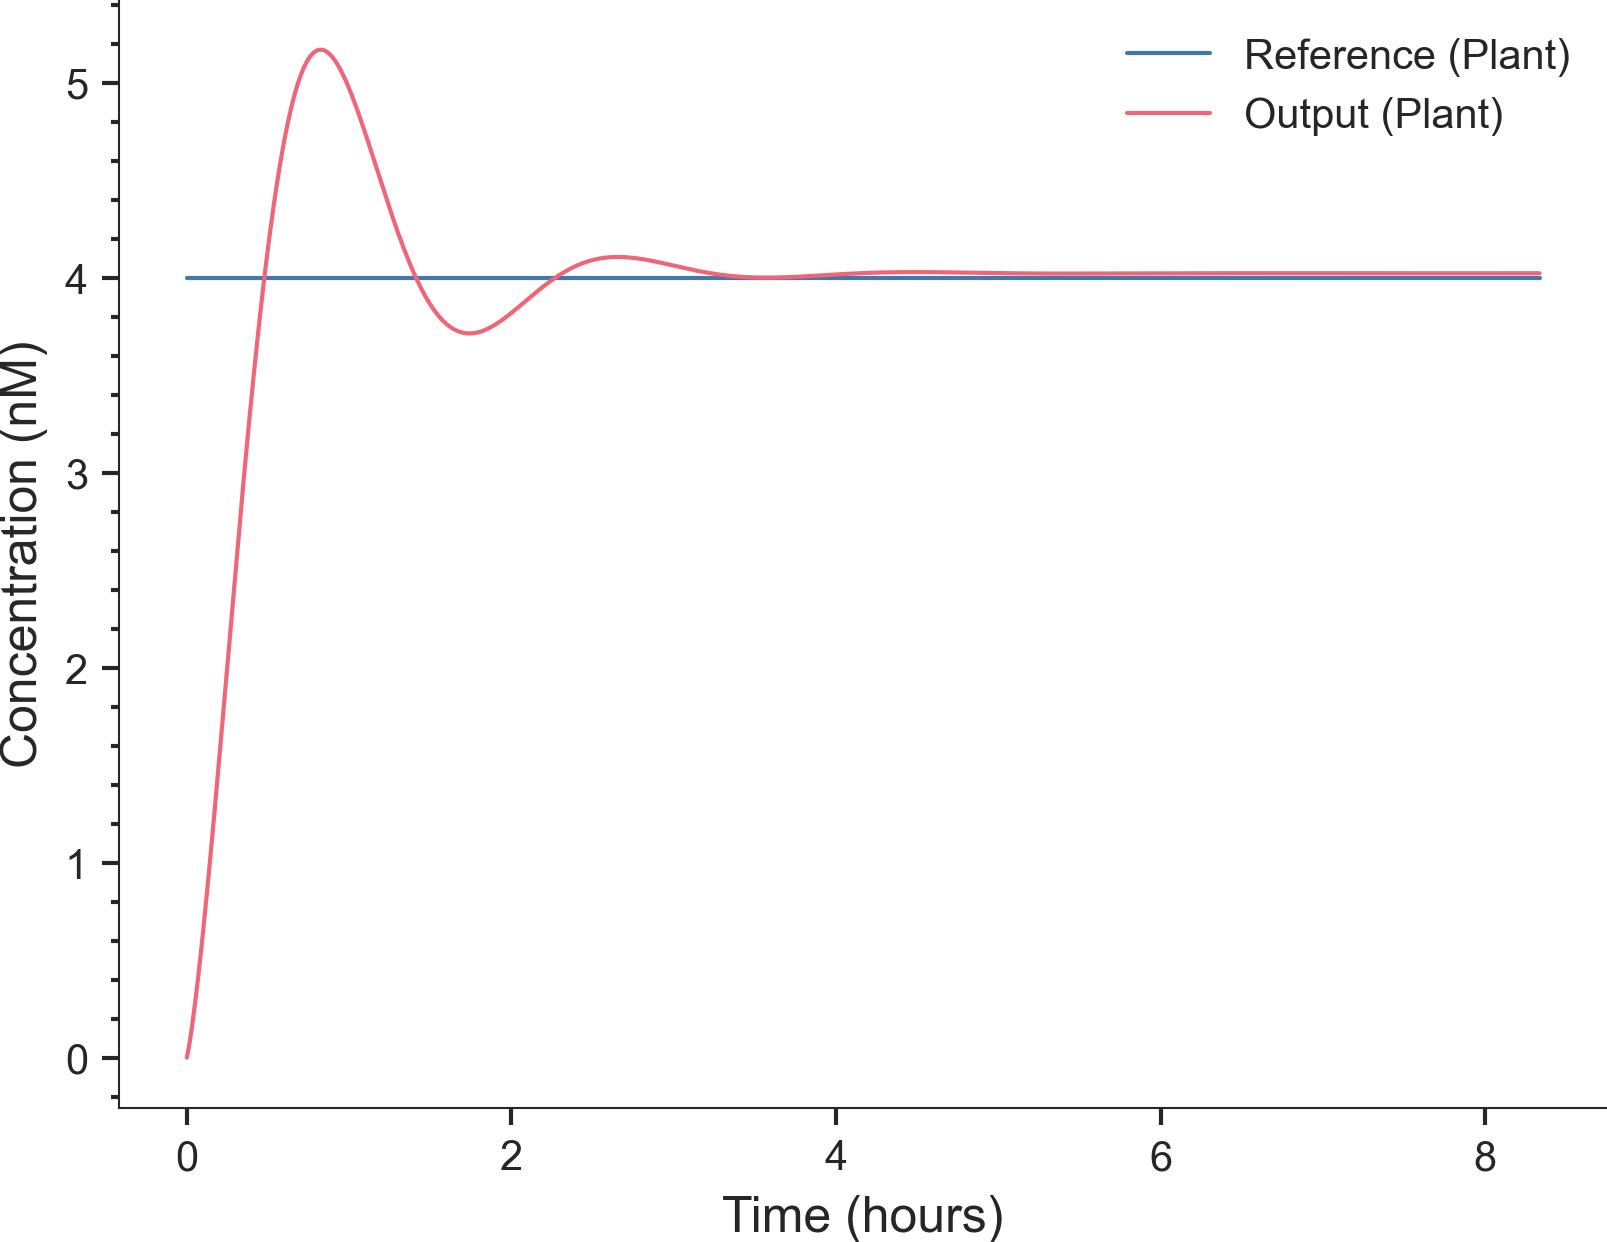 Reference (Plant)
Output (Plant)
Concentration (nM)
5
4
3
2
1
0
0 2 4 6 8
Time (hours)